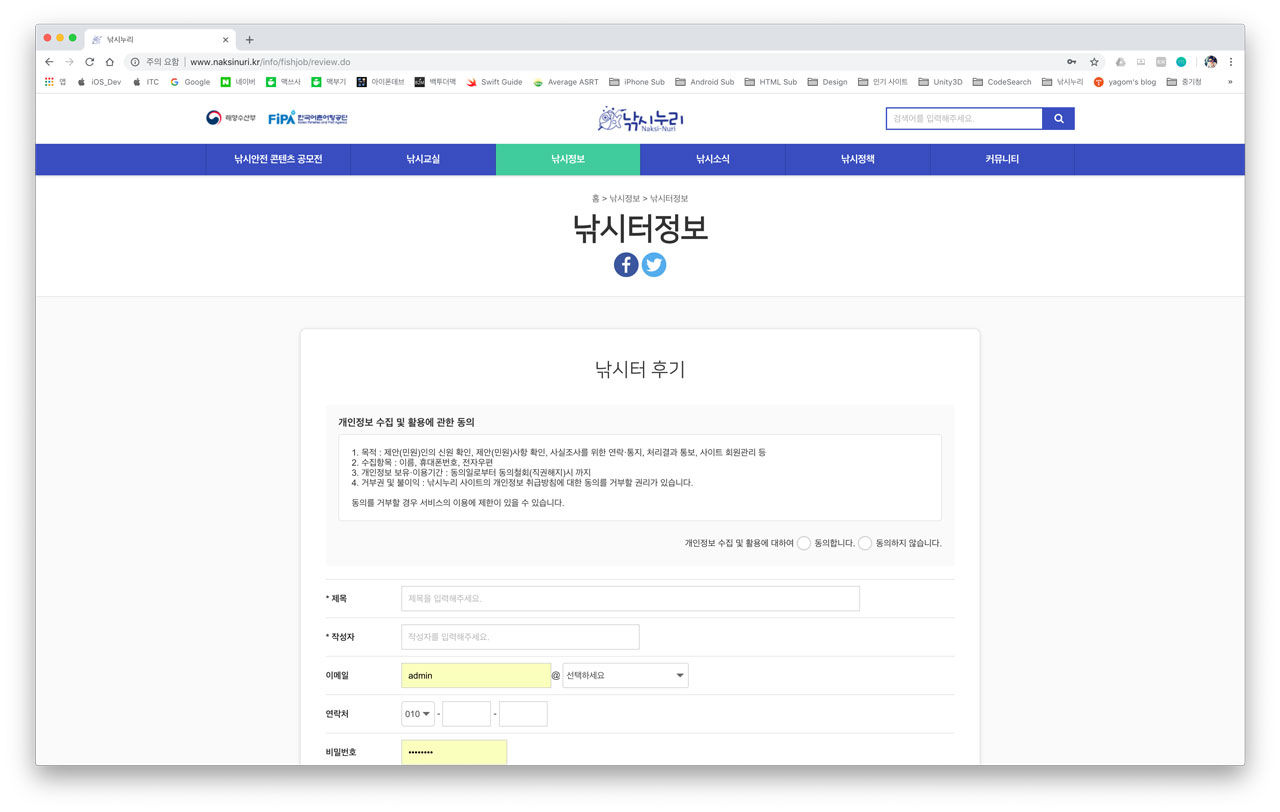 낚시누리
주의 요함 | www.naksinuri.kr/info/fishjob/review.do
앱 iOS_Dev ITC Google 네이버 맥쓰사 맥부기 아이폰데브 백투더맥 Swift Guide Average ASRT iPhone Sub Android Sub HTML Sub Design 인기 사이트 Unity3D CodeSearch 낚시누리 yagom's blog 중기청 »
해양수산부 FiPA 한국어촌어항공단 낚시누리 Naksi-Nuri 검색어를 입력해주세요.
낚시안전 콘텐츠 공모전 낚시교실 낚시정보 낚시소식 낚시정책 커뮤니티
홈 > 낚시정보 > 낚시터정보
낚시터정보
낚시터 후기
개인정보 수집 및 활용에 관한 동의
1. 목적 : 제안(민원)인의 신원 확인, 제안(민원)사항 확인, 사실조사를 위한 연락·통지, 처리결과 통보, 사이트 회원관리 등
2. 수집항목 : 이름, 휴대폰번호, 전자우편
3. 개인정보 보유·이용기간 : 동의일로부터 동의철회(직권해지)시 까지
4. 거부권 및 불이익 : 낚시누리 사이트의 개인정보 취급방침에 대한 동의를 거부할 권리가 있습니다.
동의를 거부할 경우 서비스의 이용에 제한이 있을 수 있습니다.
개인정보 수집 및 활용에 대하여 동의합니다. 동의하지 않습니다.
* 제목 제목을 입력해주세요.
* 작성자 작성자를 입력해주세요.
이메일 admin @ 선택하세요
연락처 010 - -
비밀번호 ••••••••